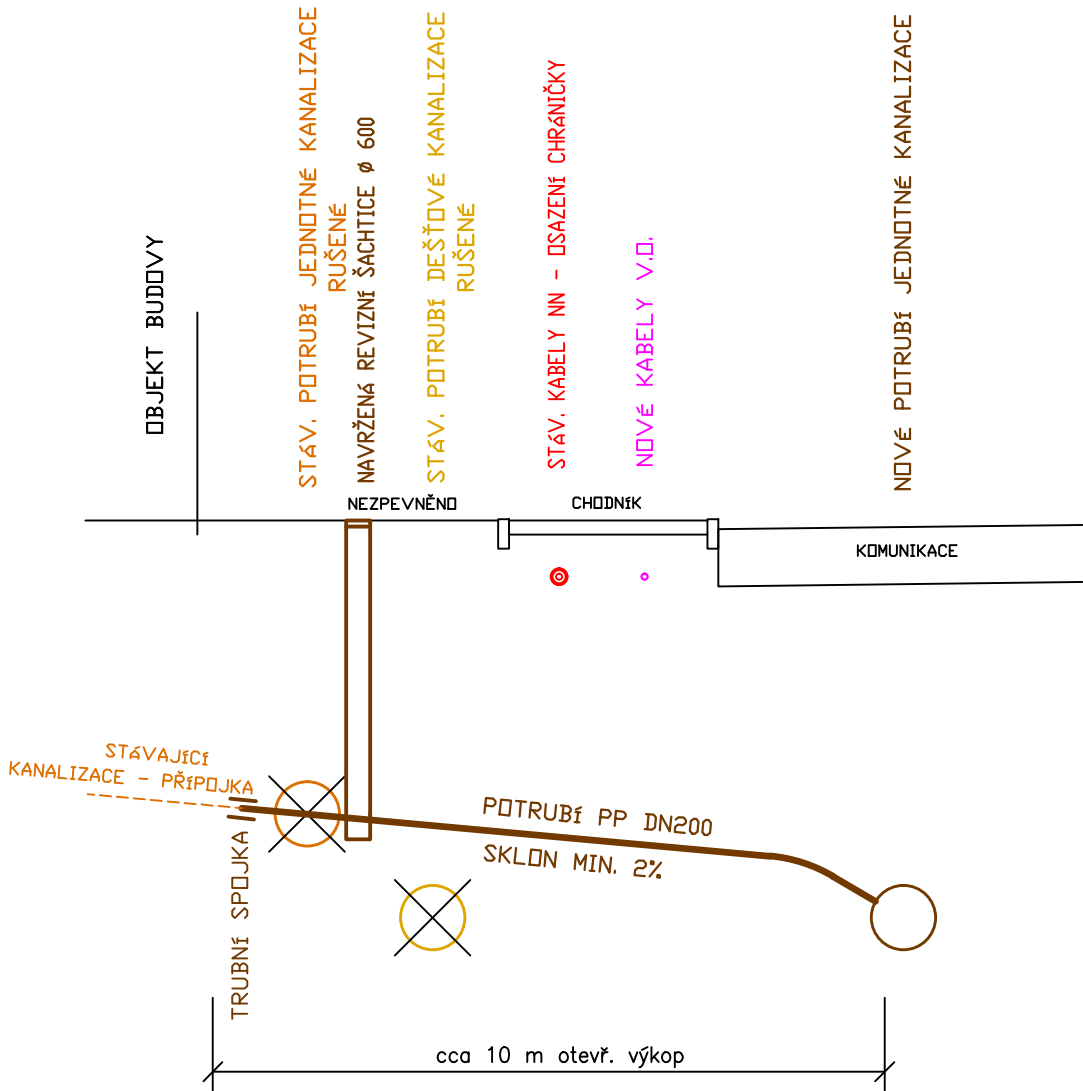 OBJEKT BUDOVY
STÁV. POTRUBÍ JEDNOTNÉ KANALIZACE
RUŠENÉ
NAVRŽENÁ REVIZNÍ ŠACHTICE ø 600
STÁV. POTRUBÍ DEŠŤOVÉ KANALIZACE
RUŠENÉ
STÁV. KABELY NN - OSAZENÍ CHRÁNIČKY
NOVÉ KABELY V.O.
NOVÉ POTRUBÍ JEDNOTNÉ KANALIZACE
NEZPEVNĚNO
CHODNÍK
KOMUNIKACE
STÁVAJÍCÍ
KANALIZACE - PŘÍPOJKA
TRUBNÍ SPOJKA
POTRUBÍ PP DN200
SKLON MIN. 2%
cca 10 m otevř. výkop